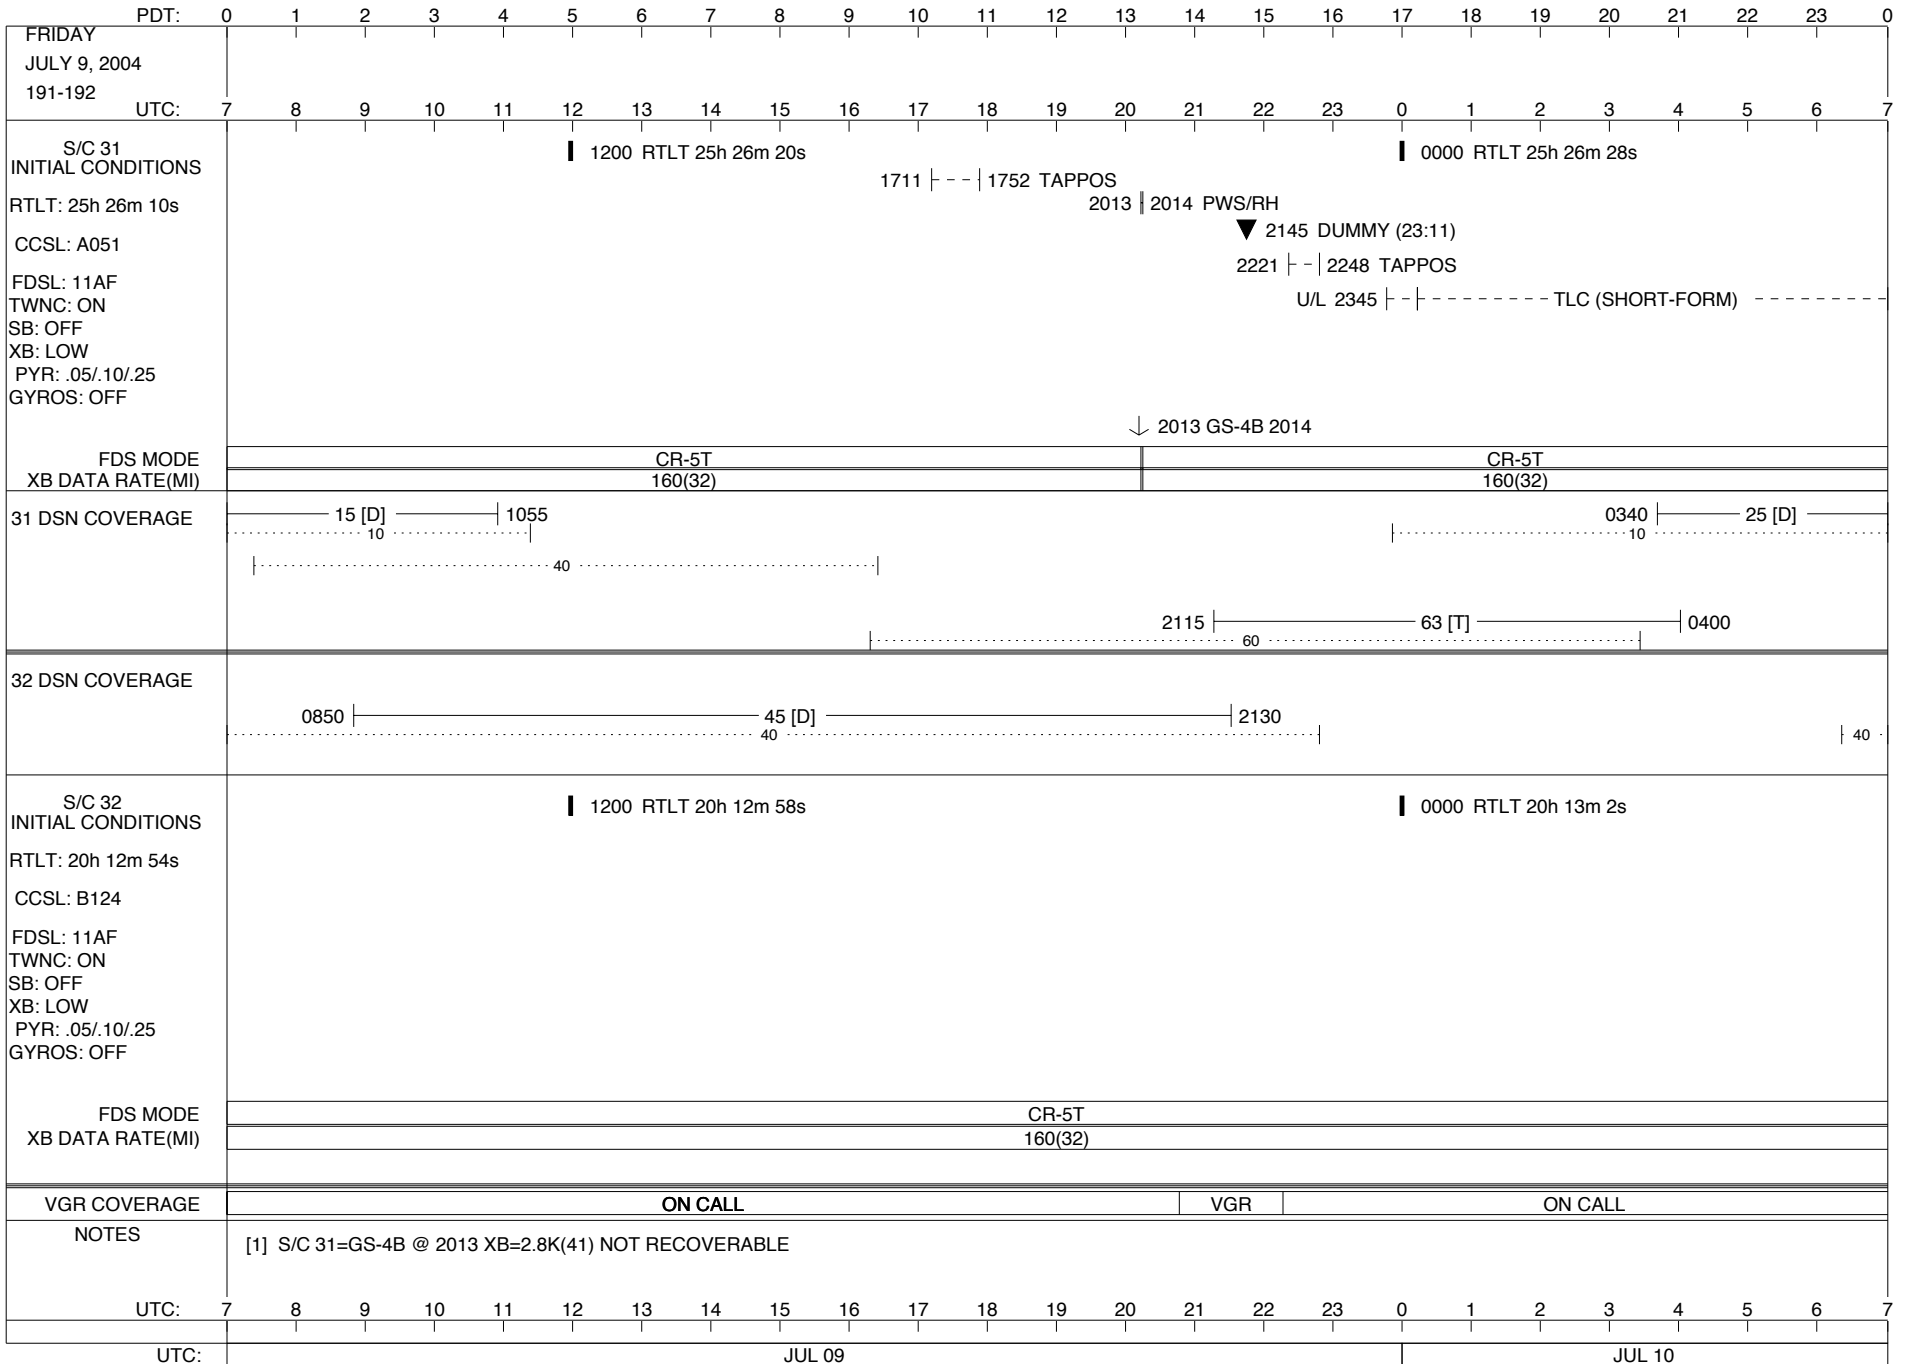 PDT: 0 1 2 3 4 5 6 7 8 9 10 11 12 13 14 15 16 17 18 19 20 21 22 23 0
FRIDAY
JULY 9, 2004
191-192
UTC: 7 8 9 10 11 12 13 14 15 16 17 18 19 20 21 22 23 0 1 2 3 4 5 6 7
S/C 31
INITIAL CONDITIONS
RTLT: 25h 26m 10s
CCSL: A051
FDSL: 11AF
TWNC: ON
SB: OFF
XB: LOW
PYR: .05/.10/.25
GYROS: OFF
1200 RTLT 25h 26m 20s
0000 RTLT 25h 26m 28s
1711 1752 TAPPOS
2013 2014 PWS/RH
2145 DUMMY (23:11)
2221 2248 TAPPOS
U/L 2345 TLC (SHORT-FORM)
2013 GS-4B 2014
FDS MODE CR-5T CR-5T
XB DATA RATE(MI) 160(32) 160(32)
31 DSN COVERAGE
15 [D] 1055 0340 25 [D]
10 10
40
2115 63 [T] 0400
60
32 DSN COVERAGE
0850 45 [D] 2130
40 40
S/C 32
INITIAL CONDITIONS
RTLT: 20h 12m 54s
CCSL: B124
FDSL: 11AF
TWNC: ON
SB: OFF
XB: LOW
PYR: .05/.10/.25
GYROS: OFF
1200 RTLT 20h 12m 58s
0000 RTLT 20h 13m 2s
FDS MODE CR-5T
XB DATA RATE(MI) 160(32)
VGR COVERAGE ON CALL VGR ON CALL
NOTES
[1] S/C 31=GS-4B @ 2013 XB=2.8K(41) NOT RECOVERABLE
UTC: 7 8 9 10 11 12 13 14 15 16 17 18 19 20 21 22 23 0 1 2 3 4 5 6 7
UTC: JUL 09 JUL 10